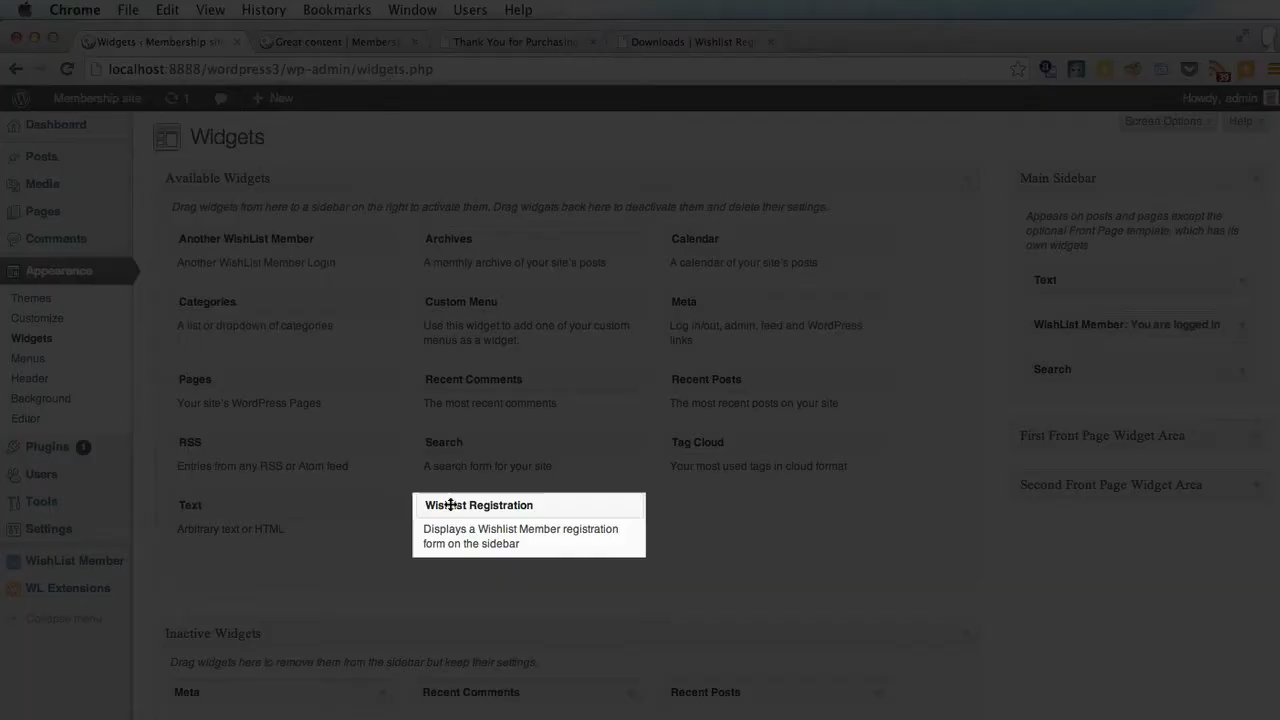 Chrome File Edit View History Bookmarks Window Users Help
Widgets ‹ Membership sit
Great content | Members
Thank You for Purchasing
Downloads | Wishlist Reg
localhost:8888/wordpress3/wp-admin/widgets.php
21
39
Membership site 1 + New
Howdy, admin
Dashboard
Posts
Media
Pages
Comments
Appearance
Themes
Customize
Widgets
Menus
Header
Background
Editor
Plugins 1
Users
Tools
Settings
WishList Member
WL Extensions
Collapse menu
Screen Options
Help
Widgets
Available Widgets
Drag widgets from here to a sidebar on the right to activate them. Drag widgets back here to deactivate them and delete their settings.
Another WishList Member
Another WishList Member Login
Archives
A monthly archive of your site's posts
Calendar
A calendar of your site's posts
Categories
A list or dropdown of categories
Custom Menu
Use this widget to add one of your custom
menus as a widget.
Meta
Log in/out, admin, feed and WordPress
links
Pages
Your site's WordPress Pages
Recent Comments
The most recent comments
Recent Posts
The most recent posts on your site
RSS
Entries from any RSS or Atom feed
Search
A search form for your site
Tag Cloud
Your most used tags in cloud format
Text
Arbitrary text or HTML
Wishlist Registration
Displays a Wishlist Member registration
form on the sidebar
Inactive Widgets
Drag widgets here to remove them from the sidebar but keep their settings.
Meta
Recent Comments
Recent Posts
Main Sidebar
Appears on posts and pages except the
optional Front Page template, which has its
own widgets
Text
WishList Member: You are logged in
Search
First Front Page Widget Area
Second Front Page Widget Area